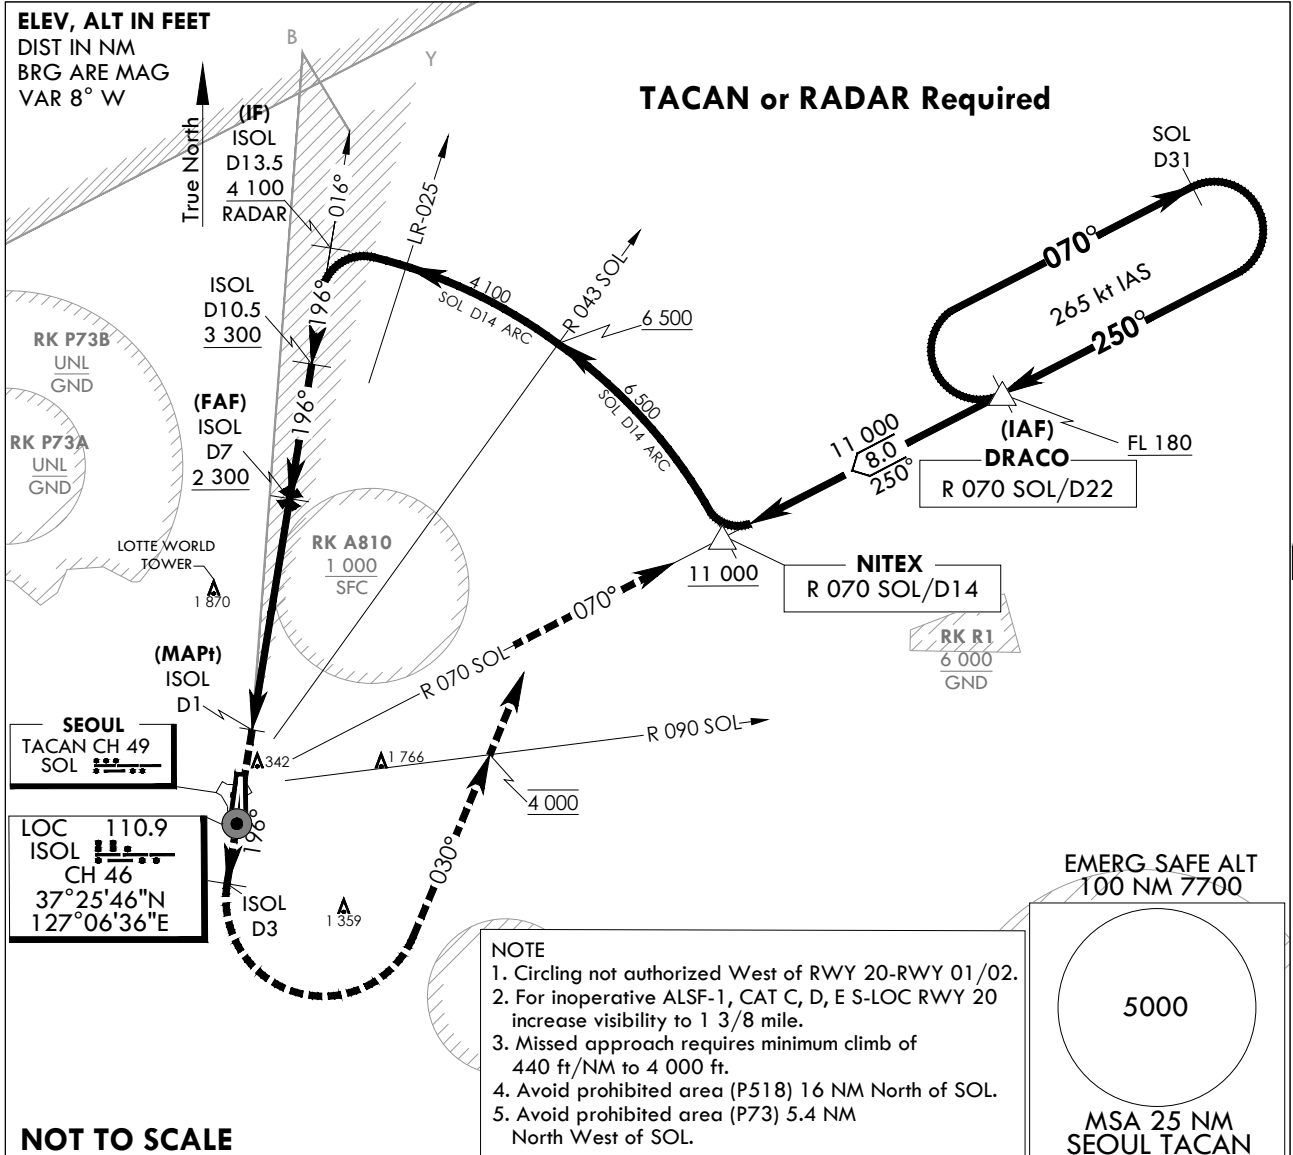 ELEV, ALT IN FEET
DIST IN NM
BRG ARE MAG
VAR 8° W
True North
B
Y
TACAN or RADAR Required
(IF)
ISOL
D13.5
4 100
RADAR
016°
LR-025
SOL
D31
070°
265 kt IAS
250°
R 043 SOL
4 100
SOL D14 ARC
6 500
6 500
SOL D14 ARC
196°
ISOL
D10.5
3 300
RK P73B
UNL
GND
196°
(FAF)
ISOL
D7
2 300
RK P73A
UNL
GND
11 000
8.0
250°
(IAF)
DRACO
R 070 SOL/D22
FL 180
RK A810
1 000
SFC
LOTTE WORLD
TOWER
1 870
11 000
NITEX
R 070 SOL/D14
070°
R 070 SOL
RK R1
6 000
GND
(MAPt)
ISOL
D1
R 090 SOL
SEOUL
TACAN CH 49
SOL
342
1 766
4 000
196°
030°
LOC 110.9
ISOL
CH 46
37°25'46"N
127°06'36"E
ISOL
D3
1 359
EMERG SAFE ALT
100 NM 7700
5000
MSA 25 NM
SEOUL TACAN
NOTE
1. Circling not authorized West of RWY 20-RWY 01/02.
2. For inoperative ALSF-1, CAT C, D, E S-LOC RWY 20
increase visibility to 1 3/8 mile.
3. Missed approach requires minimum climb of
440 ft/NM to 4 000 ft.
4. Avoid prohibited area (P518) 16 NM North of SOL.
5. Avoid prohibited area (P73) 5.4 NM
North West of SOL.
NOT TO SCALE